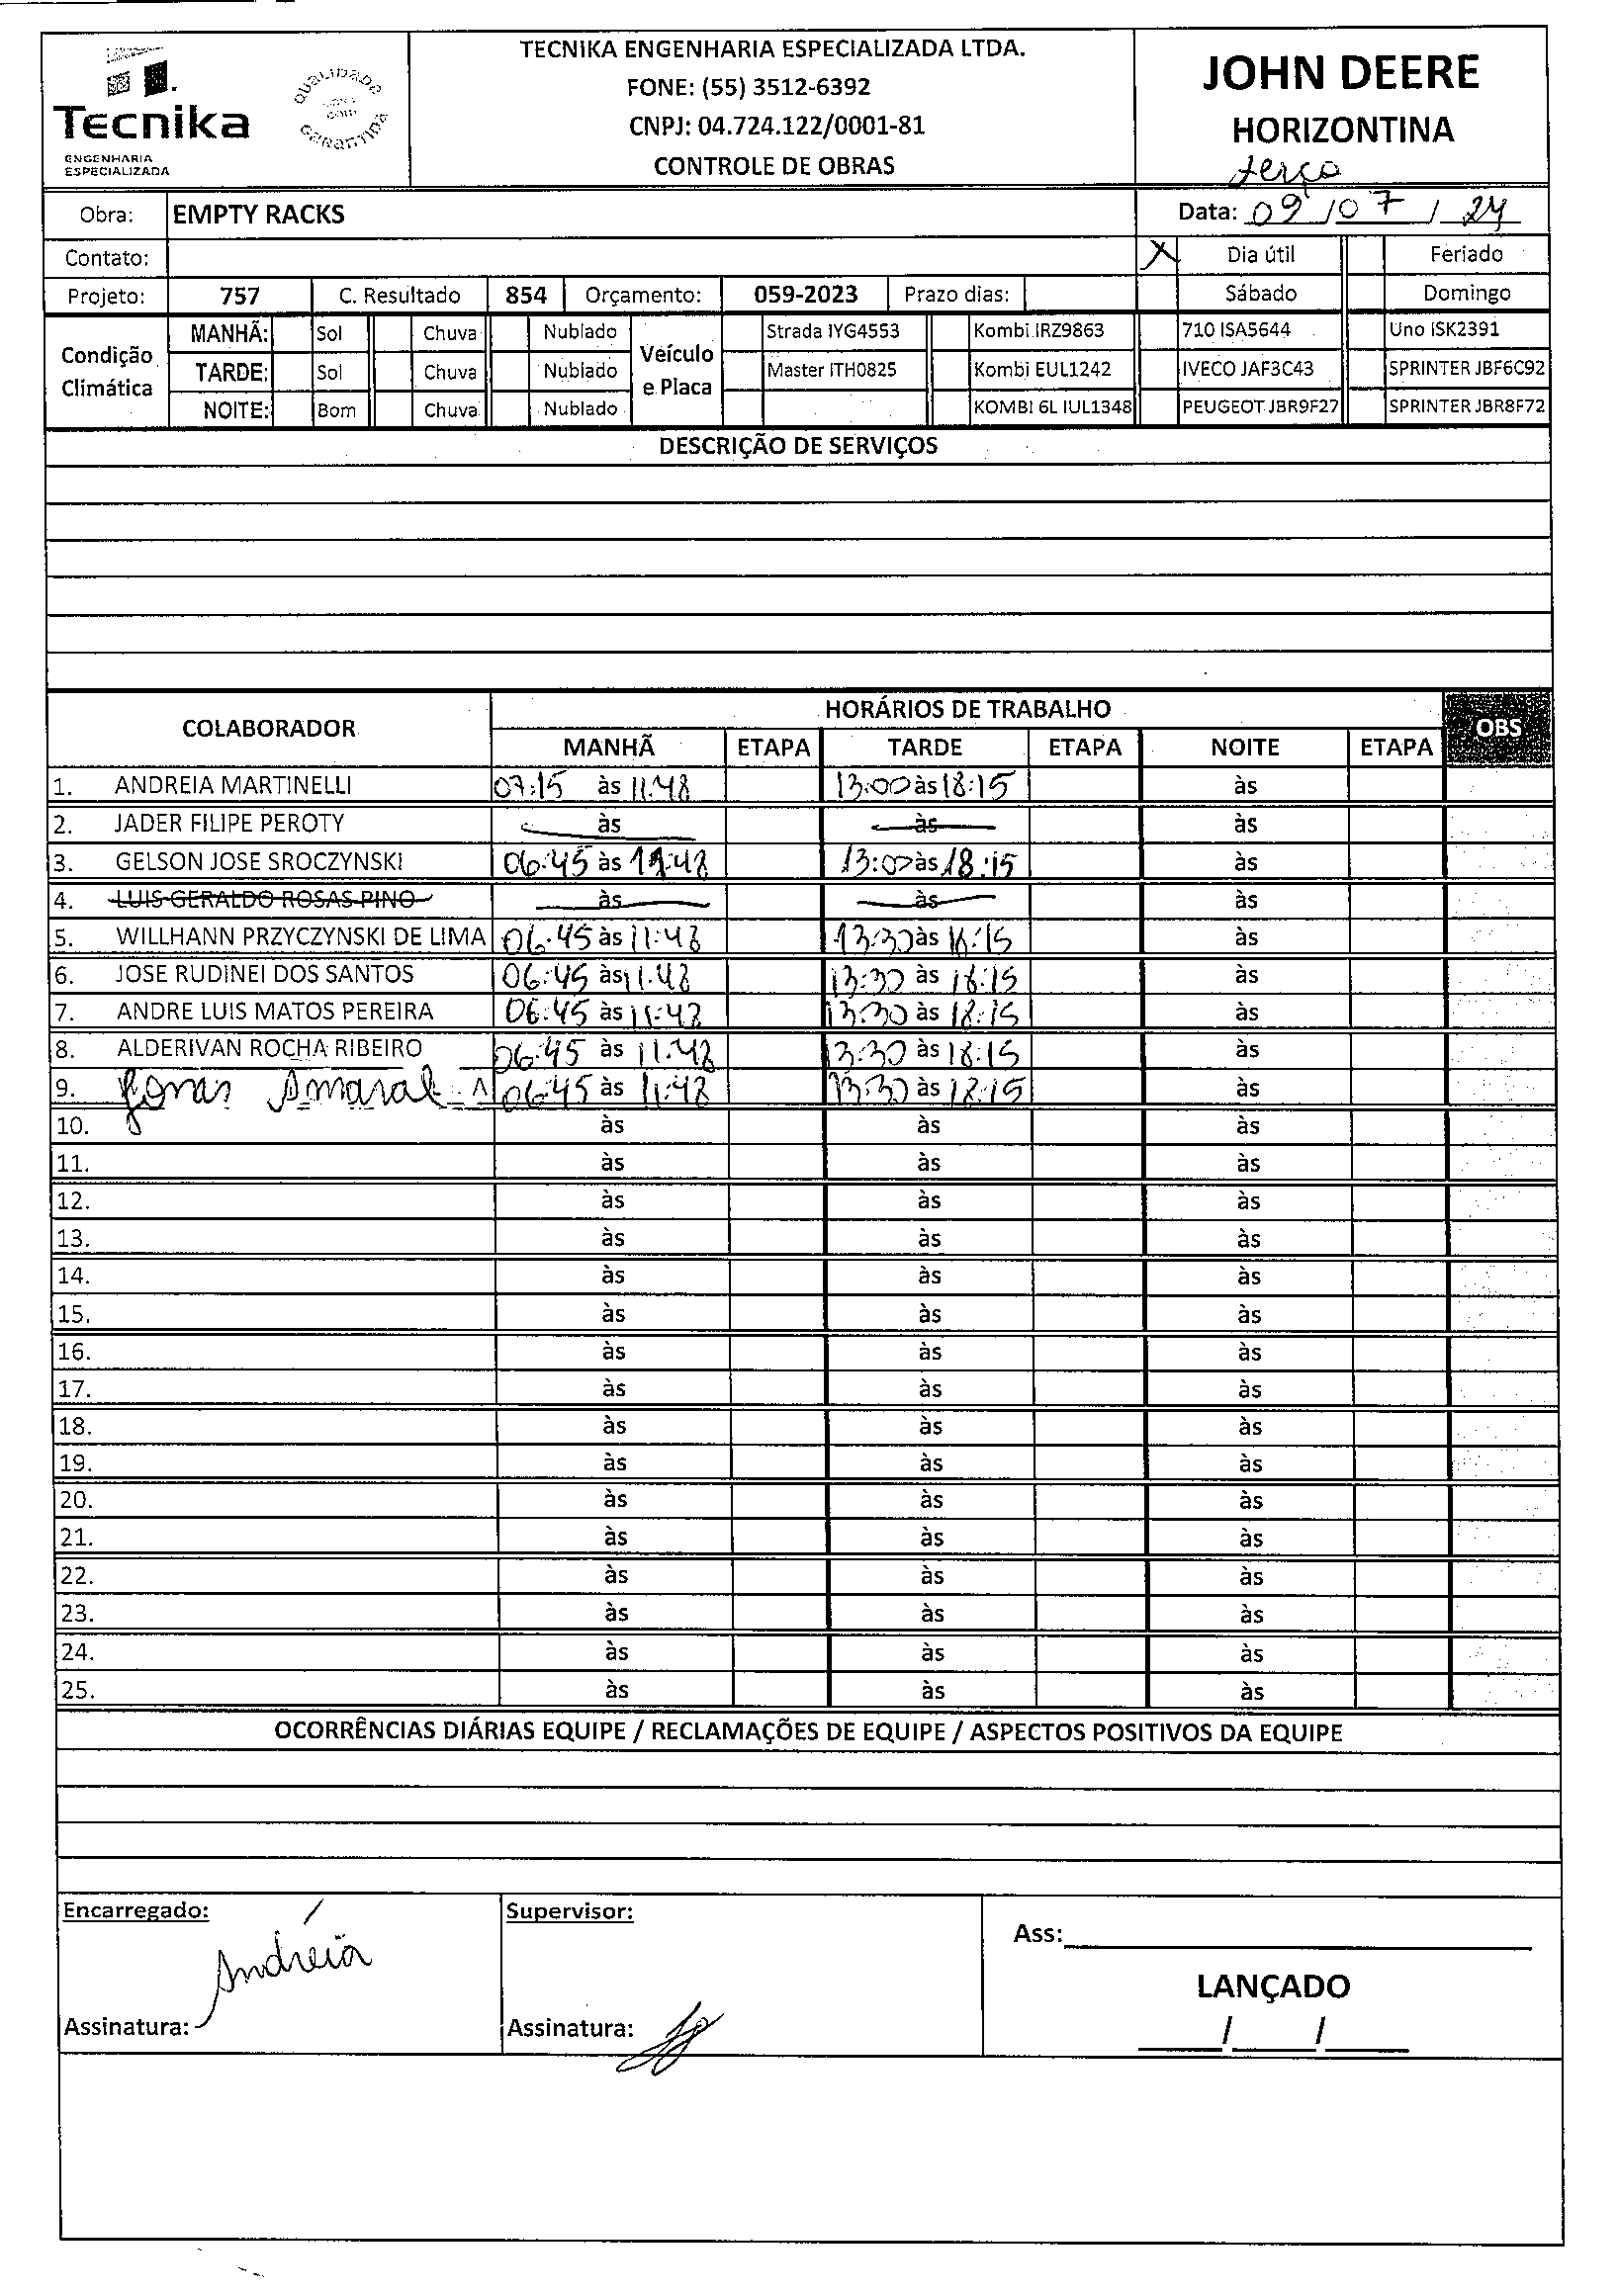 Tecnika
ENGENHARIA
ESPECIALIZADA
QUALIDADE
COM
GARANTIDA
TECNIKA ENGENHARIA ESPECIALIZADA LTDA.
FONE: (55) 3512-6392
CNPJ: 04.724.122/0001-81
CONTROLE DE OBRAS
JOHN DEERE
HORIZONTINA
terça
Obra: EMPTY RACKS
Data: 09 / 07 / 24
Contato:
X Dia útil Feriado
Projeto: 757 C. Resultado 854 Orçamento: 059-2023 Prazo dias: Sábado Domingo
Condição Climática
MANHÃ: Sol Chuva Nublado
TARDE: Sol Chuva Nublado
NOITE: Bom Chuva Nublado
Veículo e Placa
Strada IYG4553 Kombi IRZ9863 710 ISA5644 Uno ISK2391
Master ITH0825 Kombi EUL1242 IVECO JAF3C43 SPRINTER JBF6C92
KOMBI 6L IUL1348 PEUGEOT JBR9F27 SPRINTER JBR8F72
DESCRIÇÃO DE SERVIÇOS
COLABORADOR HORÁRIOS DE TRABALHO OBS
MANHÃ ETAPA TARDE ETAPA NOITE ETAPA
1. ANDREIA MARTINELLI 07:15 às 11:48 13:00 às 18:15 às
2. JADER FILIPE PEROTY às às às
3. GELSON JOSE SROCZYNSKI 06:45 às 11:48 13:00 às 18:15 às
4. LUIS GERALDO ROSAS PINO às às às
5. WILLHANN PRZYCZYNSKI DE LIMA 06:45 às 11:48 13:30 às 18:15 às
6. JOSE RUDINEI DOS SANTOS 06:45 às 11:48 13:30 às 18:15 às
7. ANDRE LUIS MATOS PEREIRA 06:45 às 11:48 13:30 às 18:15 às
8. ALDERIVAN ROCHA RIBEIRO 06:45 às 11:48 13:30 às 18:15 às
9. Jonas Amaral 06:45 às 11:48 13:30 às 18:15 às
10. às às às
11. às às às
12. às às às
13. às às às
14. às às às
15. às às às
16. às às às
17. às às às
18. às às às
19. às às às
20. às às às
21. às às às
22. às às às
23. às às às
24. às às às
25. às às às
OCORRÊNCIAS DIÁRIAS EQUIPE / RECLAMAÇÕES DE EQUIPE / ASPECTOS POSITIVOS DA EQUIPE
Encarregado:
Andréia
Assinatura:
Supervisor:
Assinatura:
Ass:
LANÇADO
/ /